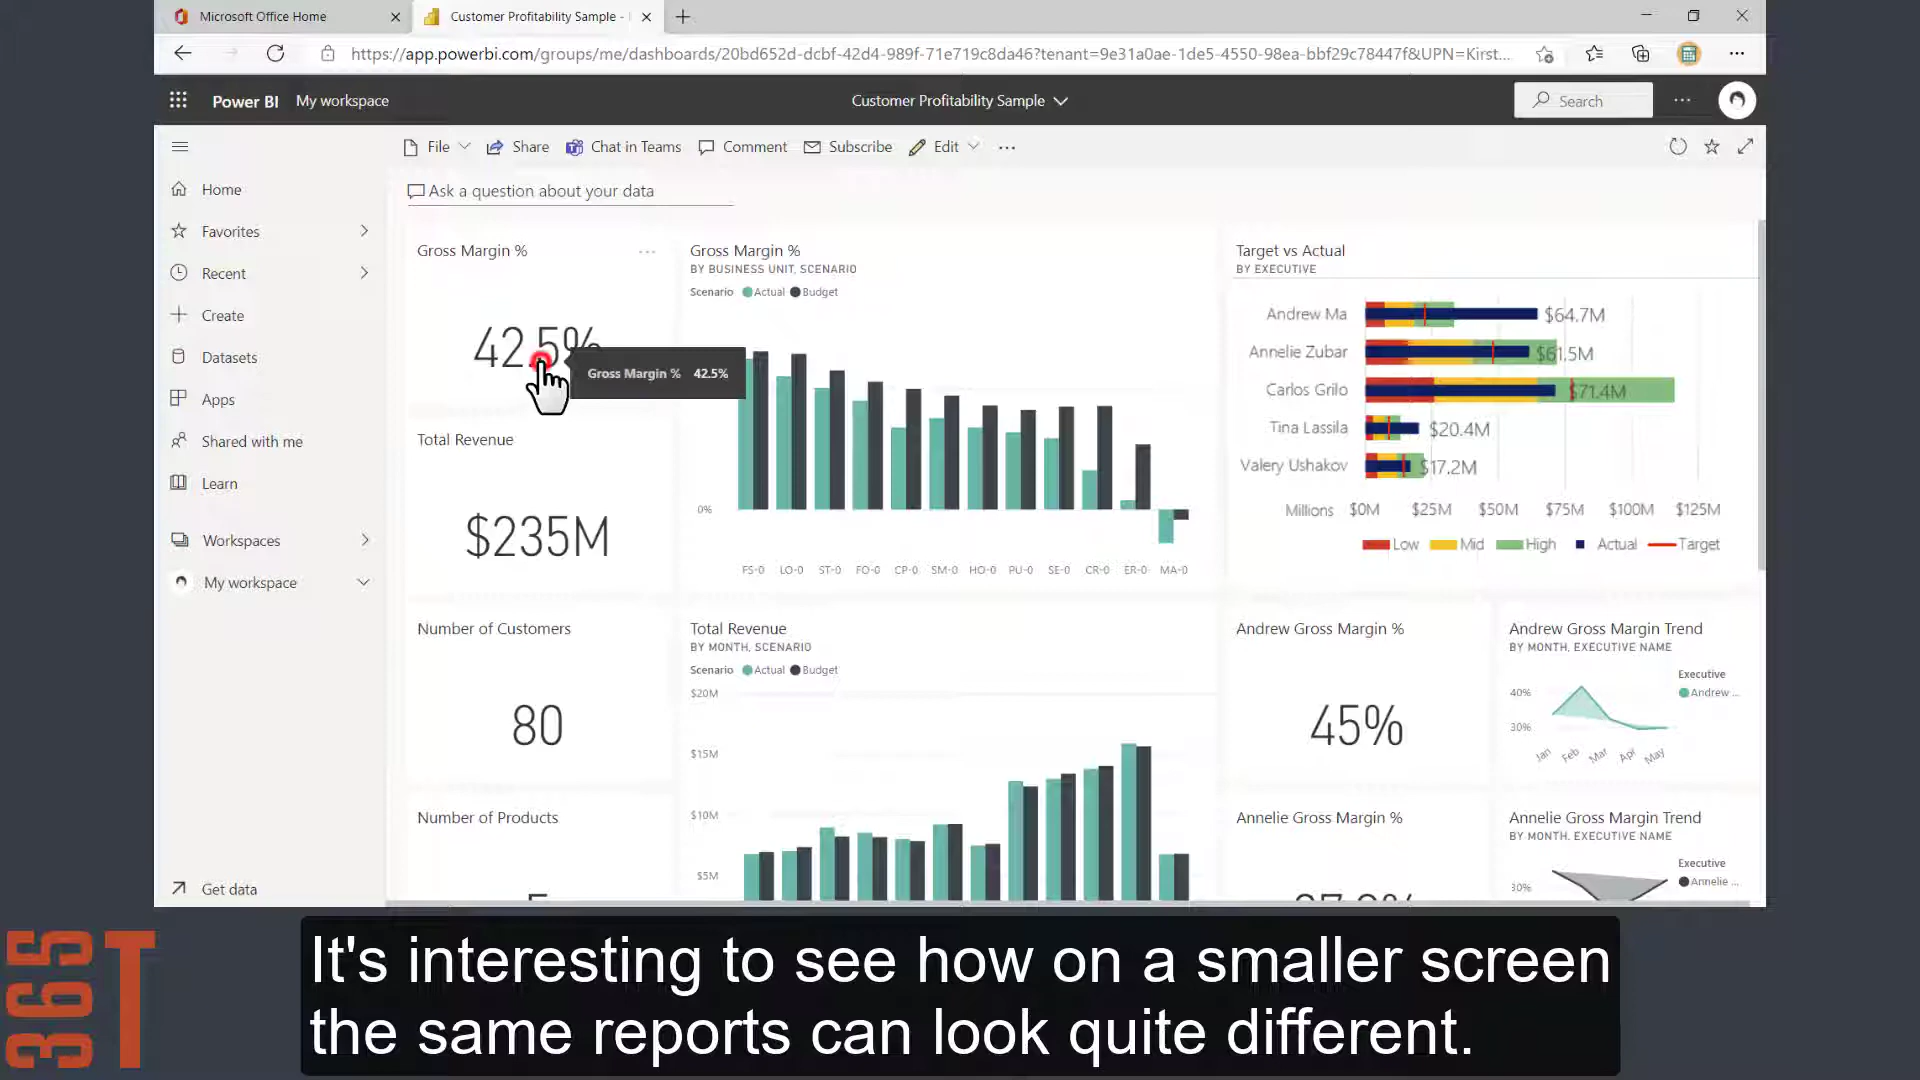 Microsoft Office Home
Customer Profitability Sample -
https://app.powerbi.com/groups/me/dashboards/20bd652d-dcbf-42d4-989f-71e719c8da46?tenant=9e31a0ae-1de5-4550-98ea-bbf29c78447f&UPN=Kirst...
Power BI My workspace
Customer Profitability Sample
Search
File
Share
Chat in Teams
Comment
Subscribe
Edit
Ask a question about your data
Home
Favorites
Recent
Create
Datasets
Apps
Shared with me
Learn
Workspaces
My workspace
Get data
Gross Margin %
42.5%
Gross Margin % 42.5%
Total Revenue
$235M
Number of Customers
80
Number of Products
Gross Margin %
BY BUSINESS UNIT, SCENARIO
Scenario Actual Budget
0%
FS-0 LO-0 ST-0 FO-0 CP-0 SM-0 HO-0 PU-0 SE-0 CR-0 ER-0 MA-0
Total Revenue
BY MONTH, SCENARIO
Scenario Actual Budget
$20M
$15M
$10M
$5M
Target vs Actual
BY EXECUTIVE
Andrew Ma $64.7M
Annelie Zubar $61.5M
Carlos Grilo $71.4M
Tina Lassila $20.4M
Valery Ushakov $17.2M
Millions $0M $25M $50M $75M $100M $125M
Low Mid High Actual Target
Andrew Gross Margin %
45%
Andrew Gross Margin Trend
BY MONTH, EXECUTIVE NAME
Executive
Andrew ...
40%
30%
Jan Feb Mar Apr May
Annelie Gross Margin %
Annelie Gross Margin Trend
BY MONTH, EXECUTIVE NAME
Executive
Annelie ...
30%
365
T
It's interesting to see how on a smaller screen
the same reports can look quite different.